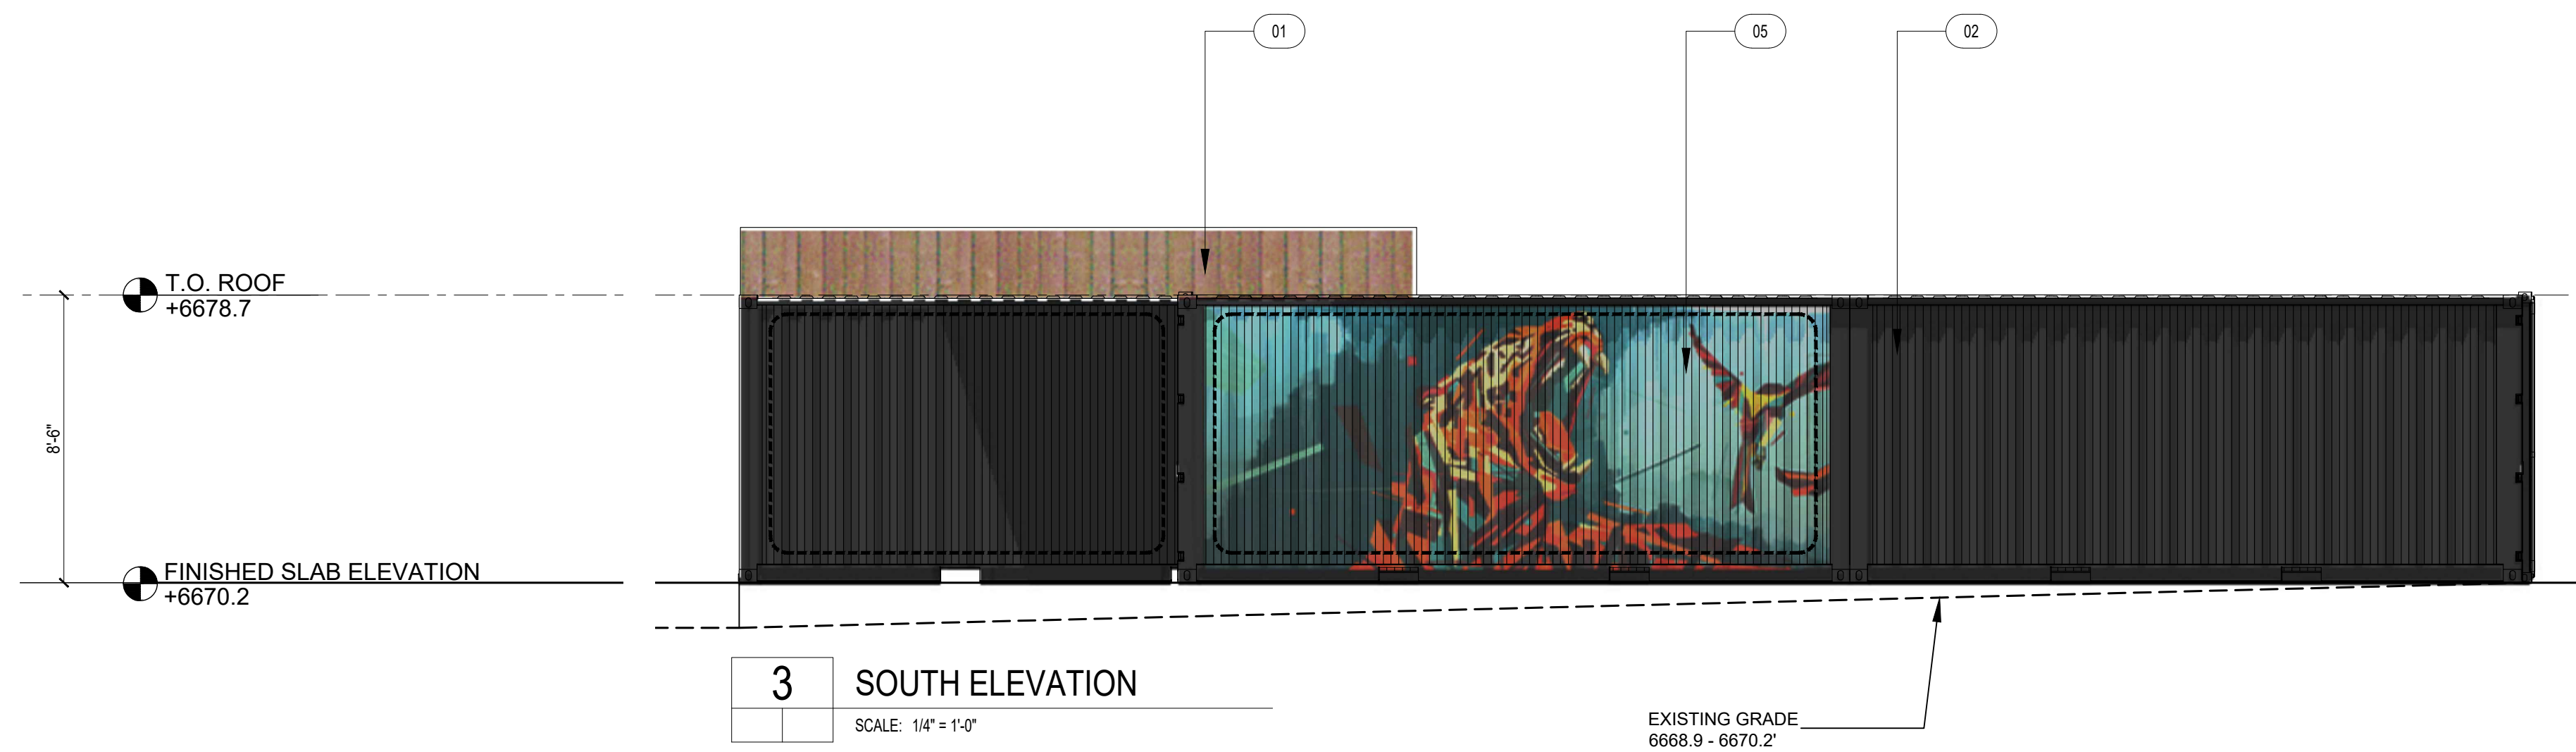 01
05
02
T.O. ROOF
+6678.7
8'-6"
FINISHED SLAB ELEVATION
+6670.2
3
SOUTH ELEVATION
SCALE: 1/4" = 1'-0"
EXISTING GRADE
6668.9 - 6670.2'